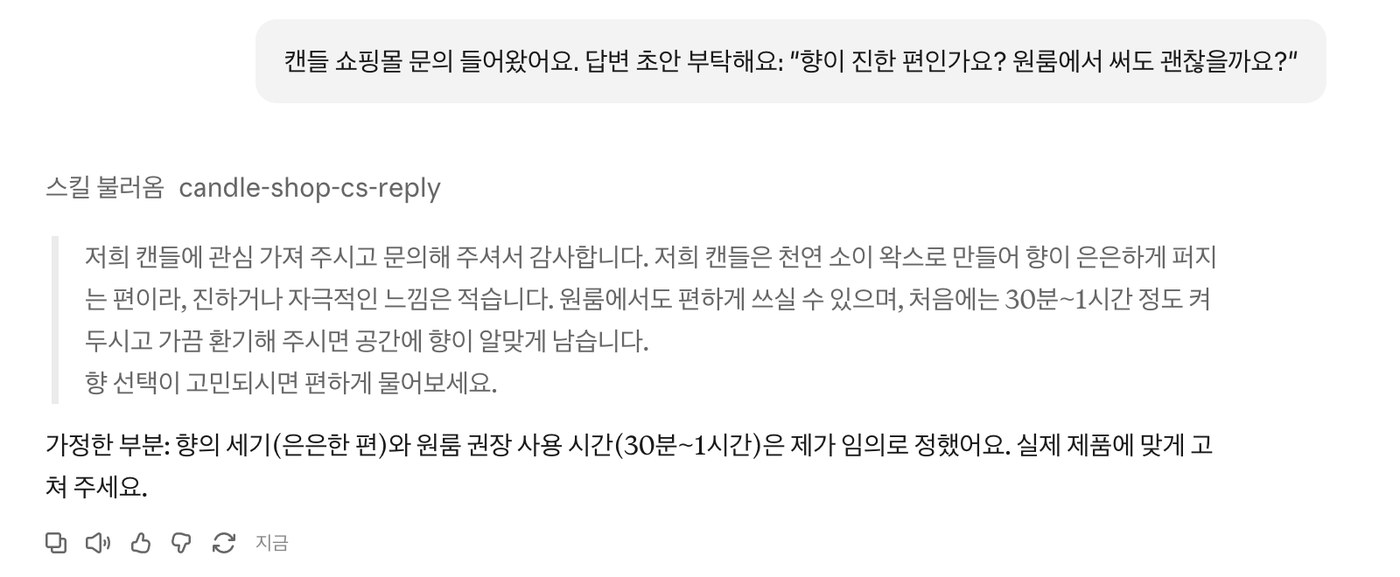 캔들 쇼핑몰 문의 들어왔어요. 답변 초안 부탁해요: "향이 진한 편인가요? 원룸에서 써도 괜찮을까요?"
스킬 불러옴 candle-shop-cs-reply
저희 캔들에 관심 가져 주시고 문의해 주셔서 감사합니다. 저희 캔들은 천연 소이 왁스로 만들어 향이 은은하게 퍼지
는 편이라, 진하거나 자극적인 느낌은 적습니다. 원룸에서도 편하게 쓰실 수 있으며, 처음에는 30분~1시간 정도 켜
두시고 가끔 환기해 주시면 공간에 향이 알맞게 남습니다.
향 선택이 고민되시면 편하게 물어보세요.
가정한 부분: 향의 세기(은은한 편)와 원룸 권장 사용 시간(30분~1시간)은 제가 임의로 정했어요. 실제 제품에 맞게 고
쳐 주세요.
지금